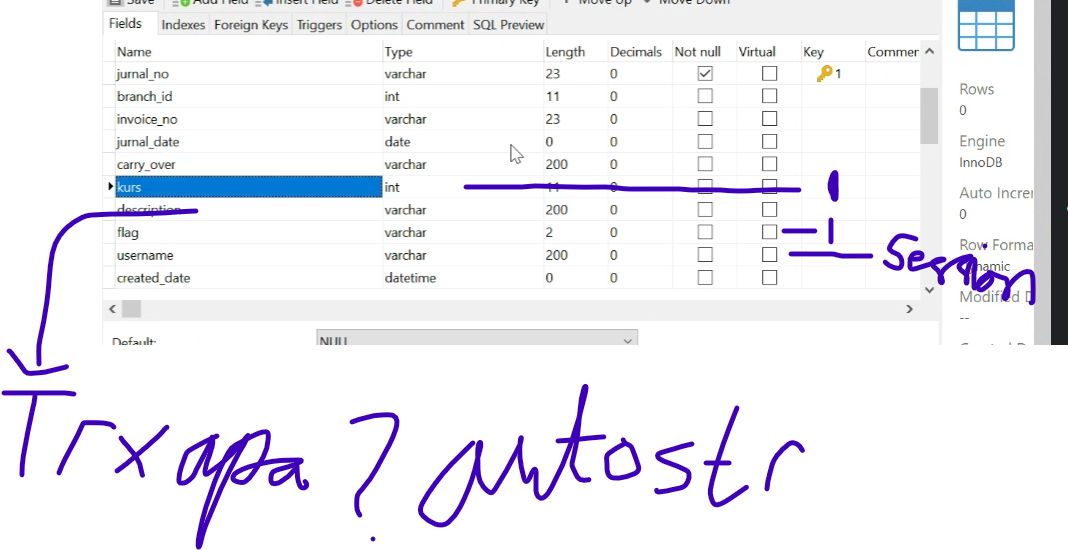 Save Add Field Insert Field Delete Field Primary Key Move Up Move Down
Fields Indexes Foreign Keys Triggers Options Comment SQL Preview
Name Type Length Decimals Not null Virtual Key Commer
jurnal_no varchar 23 0 1
branch_id int 11 0
invoice_no varchar 23 0
jurnal_date date 0 0
carry_over varchar 200 0
kurs int 11 0 1
description varchar 200 0
flag varchar 2 0 1
username varchar 200 0 Session
created_date datetime 0 0
Default: NULL
Rows
0
Engine
InnoDB
Auto Increr
0
Row Forma
Dynamic
Modified D
--
Trx apa ? autostr